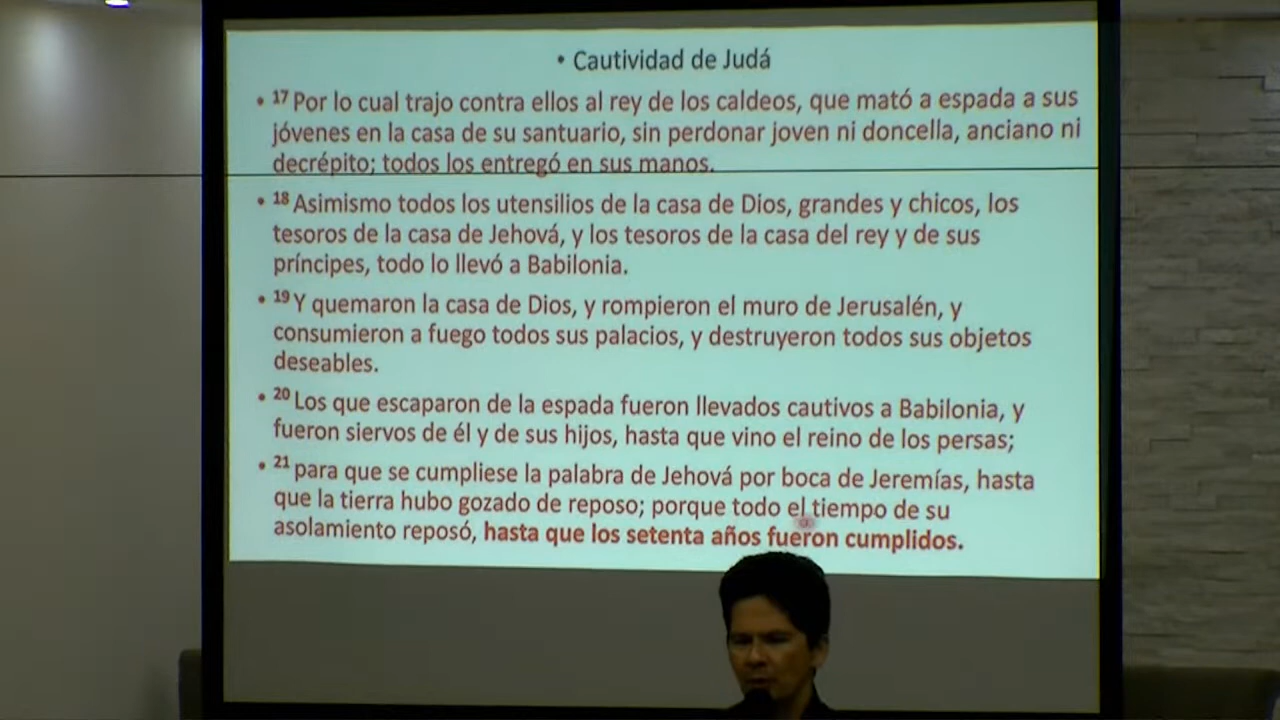 • Cautividad de Judá
• 17 Por lo cual trajo contra ellos al rey de los caldeos, que mató a espada a sus
jóvenes en la casa de su santuario, sin perdonar joven ni doncella, anciano ni
decrépito; todos los entregó en sus manos.
• 18 Asimismo todos los utensilios de la casa de Dios, grandes y chicos, los
tesoros de la casa de Jehová, y los tesoros de la casa del rey y de sus
príncipes, todo lo llevó a Babilonia.
• 19 Y quemaron la casa de Dios, y rompieron el muro de Jerusalén, y
consumieron a fuego todos sus palacios, y destruyeron todos sus objetos
deseables.
• 20 Los que escaparon de la espada fueron llevados cautivos a Babilonia, y
fueron siervos de él y de sus hijos, hasta que vino el reino de los persas;
• 21 para que se cumpliese la palabra de Jehová por boca de Jeremías, hasta
que la tierra hubo gozado de reposo; porque todo el tiempo de su
asolamiento reposó, hasta que los setenta años fueron cumplidos.